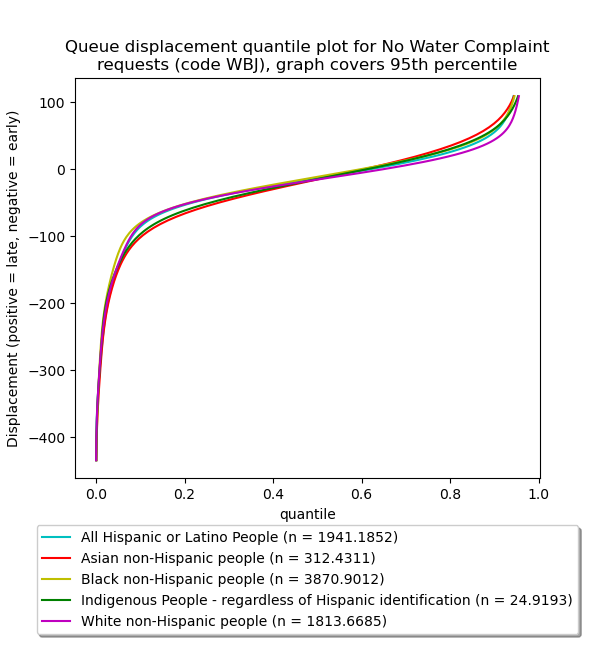 Queue displacement quantile plot for No Water Complaint
requests (code WBJ), graph covers 95th percentile
Displacement (positive = late, negative = early)
100
0
−100
−200
−300
−400
0.0 0.2 0.4 0.6 0.8 1.0
quantile
All Hispanic or Latino People (n = 1941.1852)
Asian non-Hispanic people (n = 312.4311)
Black non-Hispanic people (n = 3870.9012)
Indigenous People - regardless of Hispanic identification (n = 24.9193)
White non-Hispanic people (n = 1813.6685)